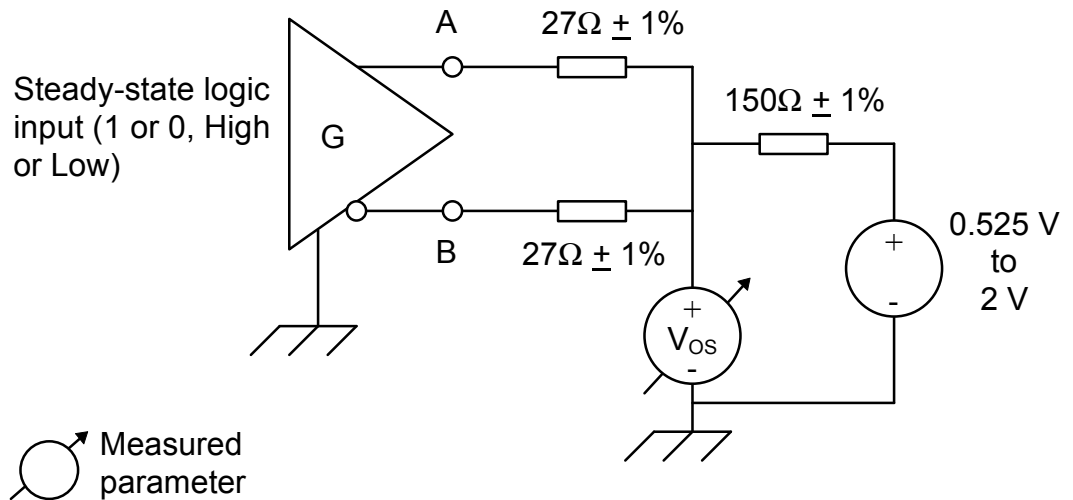 A
27Ω ± 1%
Steady-state logic
input (1 or 0, High
or Low)
G
150Ω ± 1%
B
27Ω ± 1%
+
-
0.525 V
to
2 V
+
VOS
-
Measured
parameter